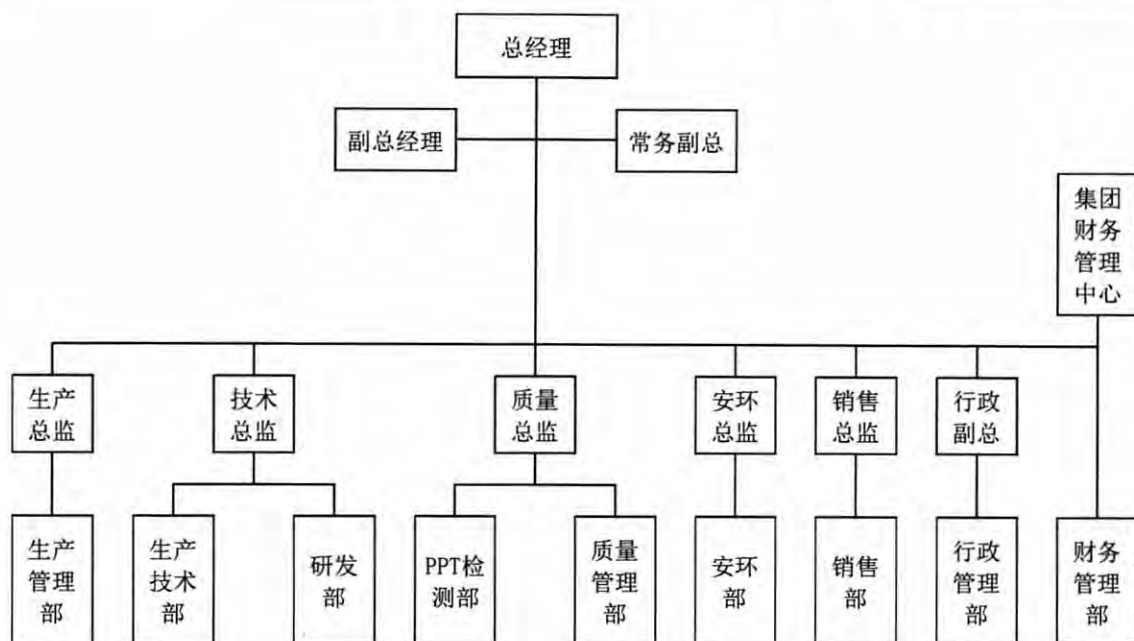 总经理
副总经理
常务副总
集团
财务
管理
中心
生产
总监
技术
总监
质量
总监
安环
总监
销售
总监
行政
副总
生产
管理
部
生产
技术
部
研发
部
PPT检
测部
质量
管理
部
安环
部
销售
部
行政
管理
部
财务
管理
部